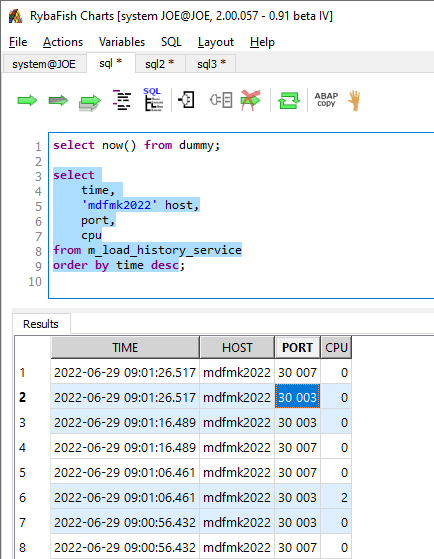 RybaFish Charts [system JOE@JOE, 2.00.057 - 0.91 beta IV]
File Actions Variables SQL Layout Help
system@JOE sql * sql2 * sql3 *
SQL ABAP copy
1 select now() from dummy;
2
3 select
4 time,
5 'mdfmk2022' host,
6 port,
7 cpu
8 from m_load_history_service
9 order by time desc;
10
Results
TIME HOST PORT CPU
1 2022-06-29 09:01:26.517 mdfmk2022 30 007 0
2 2022-06-29 09:01:26.517 mdfmk2022 30 003 0
3 2022-06-29 09:01:16.489 mdfmk2022 30 003 0
4 2022-06-29 09:01:16.489 mdfmk2022 30 007 0
5 2022-06-29 09:01:06.461 mdfmk2022 30 007 0
6 2022-06-29 09:01:06.461 mdfmk2022 30 003 2
7 2022-06-29 09:00:56.432 mdfmk2022 30 003 0
8 2022-06-29 09:00:56.432 mdfmk2022 30 007 0